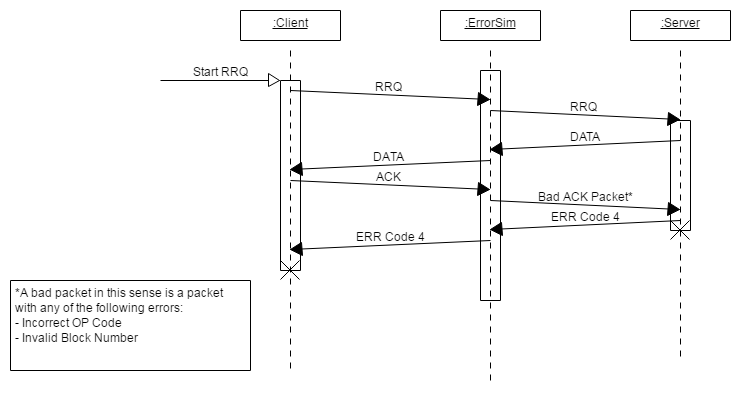 :Client
:ErrorSim
:Server
Start RRQ
RRQ
RRQ
DATA
DATA
ACK
Bad ACK Packet*
ERR Code 4
ERR Code 4
*A bad packet in this sense is a packet
with any of the following errors:
- Incorrect OP Code
- Invalid Block Number